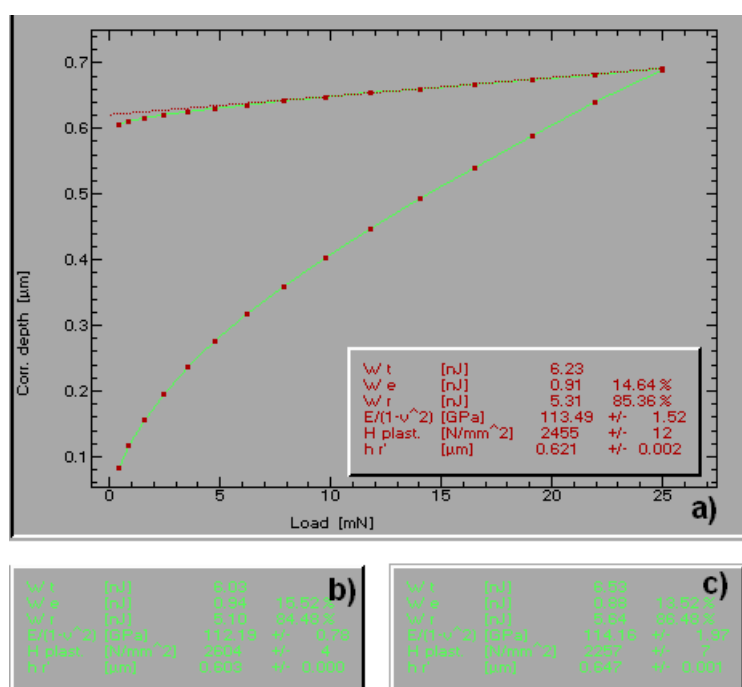 0.7
0.6
0.5
0.4
0.3
0.2
0.1
Corr. depth [µm]
0 5 10 15 20 25
Load [mN]
W t [nJ] 6.23
W e [nJ] 0.91 14.64 %
W r [nJ] 5.31 85.36 %
E/(1-v^2) [GPa] 113.49 +/- 1.52
H plast. [N/mm^2] 2455 +/- 12
h r' [µm] 0.621 +/- 0.002
a)
b)
W t [nJ] 6.03
W e [nJ] 0.94 15.52 %
W r [nJ] 5.10 84.48 %
E/(1-v^2) [GPa] 112.19 +/- 0.78
H plast. [N/mm^2] 2604 +/- 4
h r' [µm] 0.603 +/- 0.000
c)
W t [nJ] 6.53
W e [nJ] 0.88 13.52 %
W r [nJ] 5.64 86.48 %
E/(1-v^2) [GPa] 114.16 +/- 1.97
H plast. [N/mm^2] 2257 +/- 7
h r' [µm] 0.647 +/- 0.001